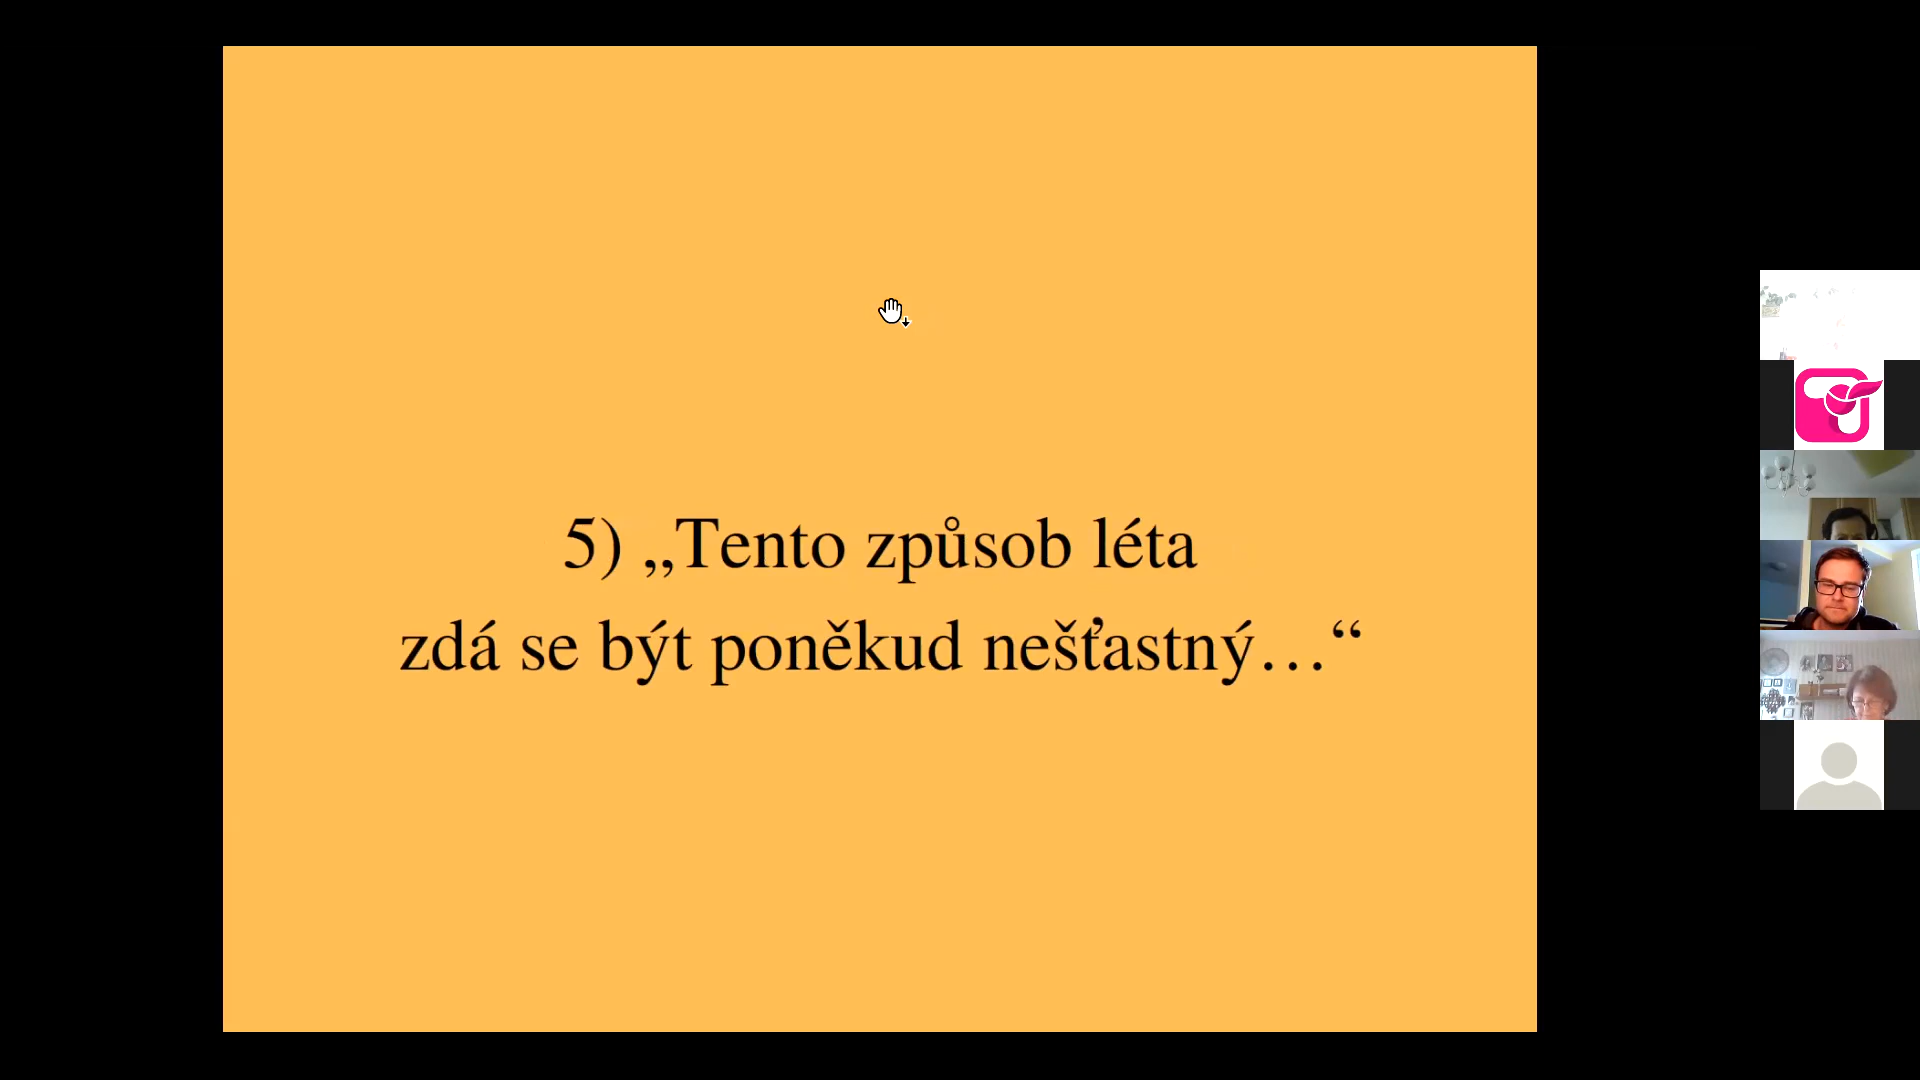 5) „Tento způsob léta
zdá se být poněkud nešťastný…“